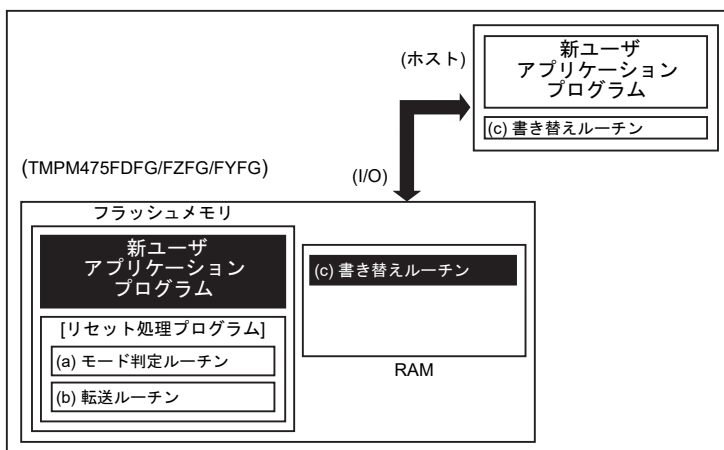 (ホスト)
新ユーザ
アプリケーション
プログラム
(c) 書き替えルーチン
(TMPM475FDFG/FZFG/FYFG)
(I/O)
フラッシュメモリ
新ユーザ
アプリケーション
プログラム
[リセット処理プログラム]
(a) モード判定ルーチン
(b) 転送ルーチン
(c) 書き替えルーチン
RAM